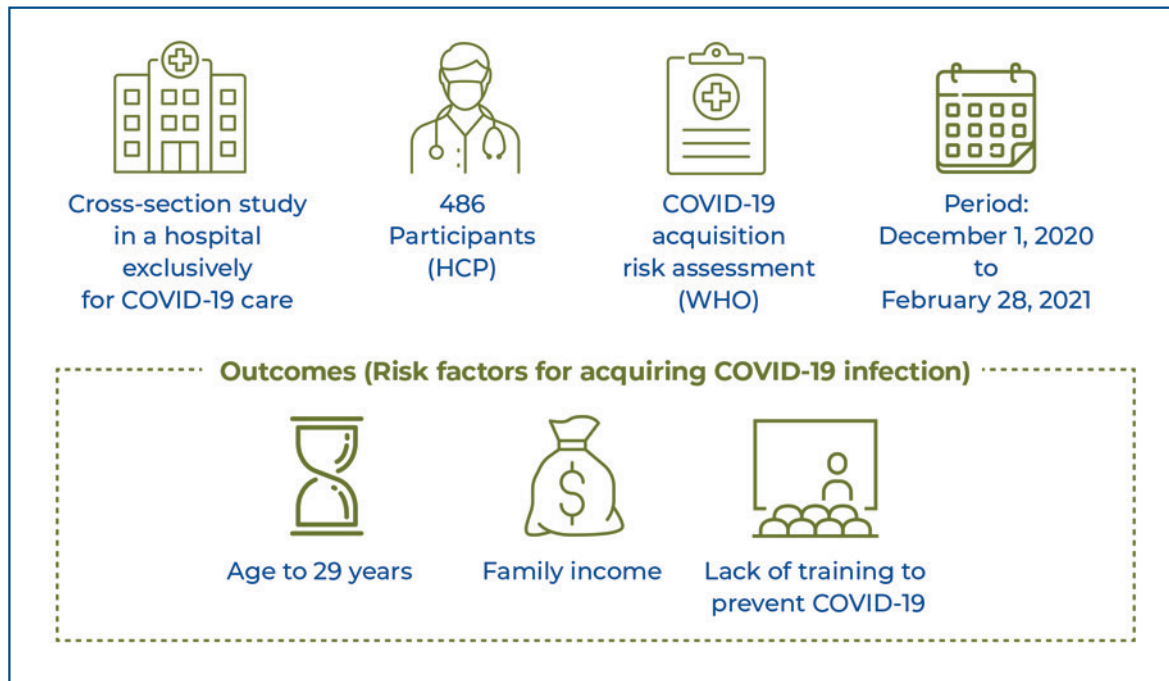 Cross-section study
in a hospital
exclusively
for COVID-19 care
486
Participants
(HCP)
COVID-19
acquisition
risk assessment
(WHO)
Period:
December 1, 2020
to
February 28, 2021
Outcomes (Risk factors for acquiring COVID-19 infection)
$
Age to 29 years
Family income
Lack of training to
prevent COVID-19